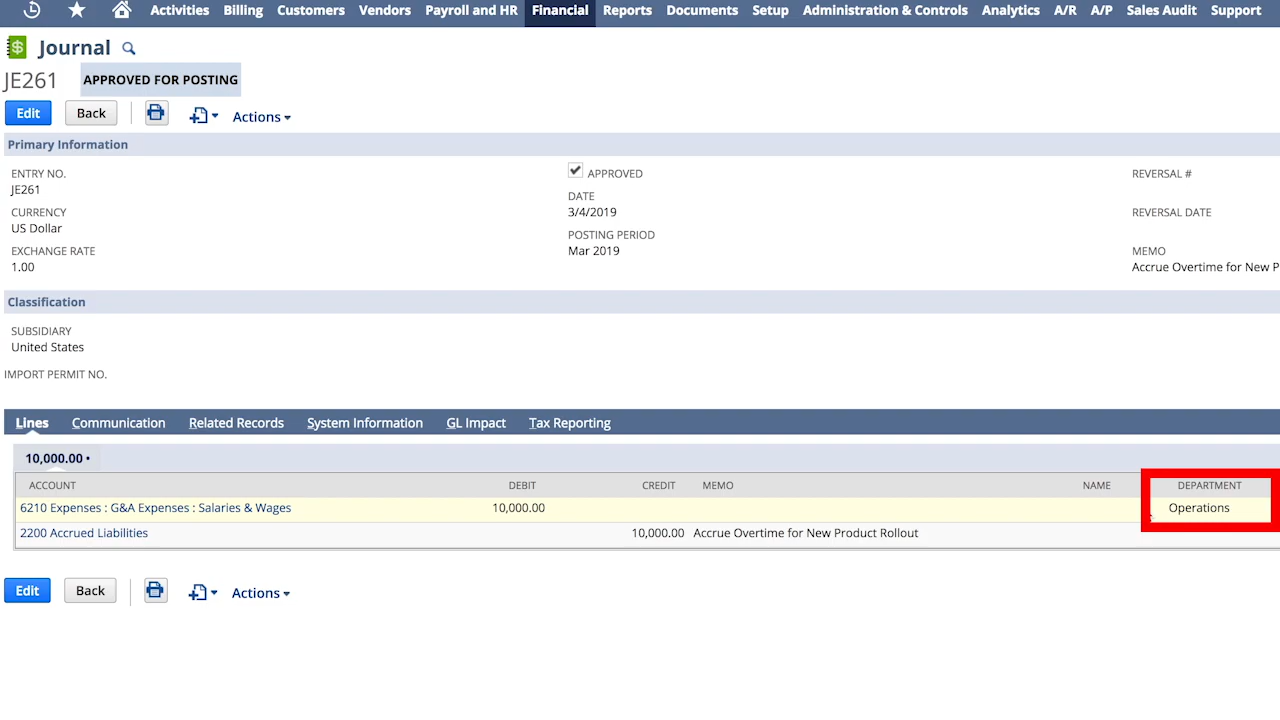 Activities Billing Customers Vendors Payroll and HR Financial Reports Documents Setup Administration & Controls Analytics A/R A/P Sales Audit Support
Journal
JE261 APPROVED FOR POSTING
Edit Back Actions
Primary Information
ENTRY NO.
JE261
CURRENCY
US Dollar
EXCHANGE RATE
1.00
APPROVED
DATE
3/4/2019
POSTING PERIOD
Mar 2019
REVERSAL #
REVERSAL DATE
MEMO
Accrue Overtime for New P
Classification
SUBSIDIARY
United States
IMPORT PERMIT NO.
Lines Communication Related Records System Information GL Impact Tax Reporting
10,000.00 •
ACCOUNT DEBIT CREDIT MEMO NAME DEPARTMENT
6210 Expenses : G&A Expenses : Salaries & Wages 10,000.00 Operations
2200 Accrued Liabilities 10,000.00 Accrue Overtime for New Product Rollout
Edit Back Actions